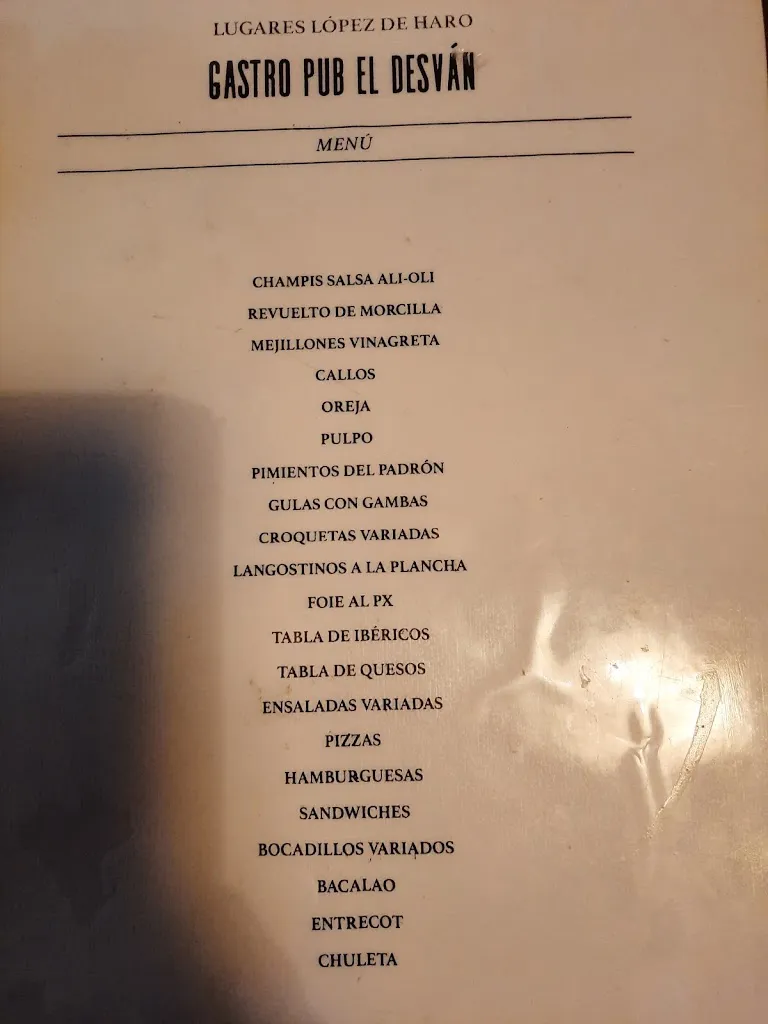 LUGARES LÓPEZ DE HARO
GASTRO PUB EL DESVÁN
MENÚ
CHAMPIS SALSA ALI-OLI
REVUELTO DE MORCILLA
MEJILLONES VINAGRETA
CALLOS
OREJA
PULPO
PIMIENTOS DEL PADRÓN
GULAS CON GAMBAS
CROQUETAS VARIADAS
LANGOSTINOS A LA PLANCHA
FOIE AL PX
TABLA DE IBÉRICOS
TABLA DE QUESOS
ENSALADAS VARIADAS
PIZZAS
HAMBURGUESAS
SANDWICHES
BOCADILLOS VARIADOS
BACALAO
ENTRECOT
CHULETA